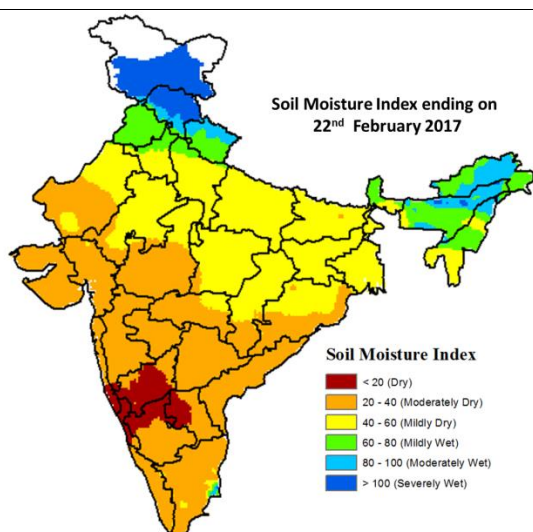 Soil Moisture Index ending on
22nd February 2017
Soil Moisture Index
< 20 (Dry)
20 - 40 (Moderately Dry)
40 - 60 (Mildly Dry)
60 - 80 (Mildly Wet)
80 - 100 (Moderately Wet)
> 100 (Severely Wet)